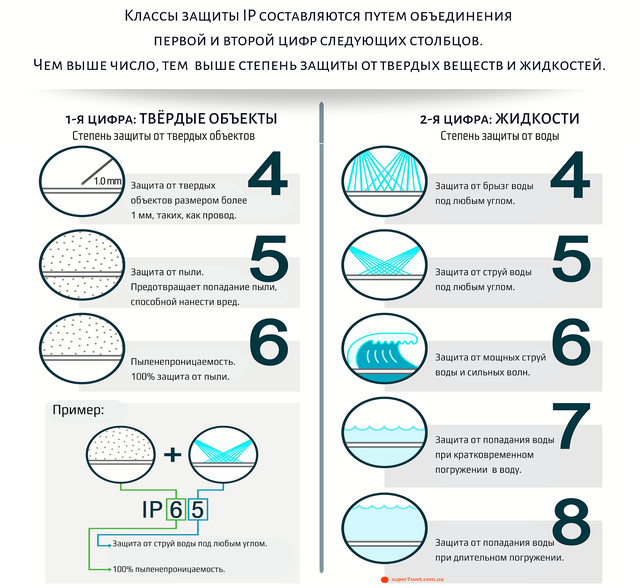 Классы защиты IP составляются путем объединения
первой и второй цифр следующих столбцов.
Чем выше число, тем выше степень защиты от твердых веществ и жидкостей.
1-я цифра: ТВЁРДЫЕ ОБЪЕКТЫ
Степень защиты от твердых объектов
4
1.0 mm
Защита от твердых
объектов размером более
1 мм, таких, как провод.
5
Защита от пыли.
Предотвращает попадание пыли,
способной нанести вред.
6
Пыленепроницаемость.
100% защита от пыли.
Пример:
+
IP 6 5
Защита от струй воды под любым углом.
100% пыленепроницаемость.
2-я цифра: ЖИДКОСТИ
Степень защиты от воды
4
Защита от брызг воды
под любым углом.
5
Защита от струй воды
под любым углом.
6
Защита от мощных струй
воды и сильных волн.
7
Защита от попадания воды
при кратковременном
погружении в воду.
8
Защита от попадания воды
при длительном погружении.
super7svet.com.ua